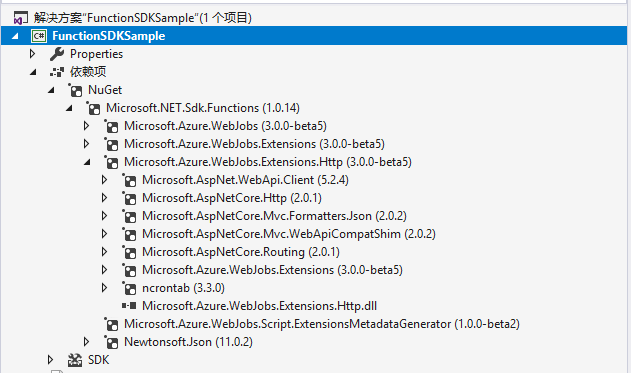 解决方案"FunctionSDKSample"(1 个项目)
C# FunctionSDKSample
Properties
依赖项
NuGet
Microsoft.NET.Sdk.Functions (1.0.14)
Microsoft.Azure.WebJobs (3.0.0-beta5)
Microsoft.Azure.WebJobs.Extensions (3.0.0-beta5)
Microsoft.Azure.WebJobs.Extensions.Http (3.0.0-beta5)
Microsoft.AspNet.WebApi.Client (5.2.4)
Microsoft.AspNetCore.Http (2.0.1)
Microsoft.AspNetCore.Mvc.Formatters.Json (2.0.2)
Microsoft.AspNetCore.Mvc.WebApiCompatShim (2.0.2)
Microsoft.AspNetCore.Routing (2.0.1)
Microsoft.Azure.WebJobs.Extensions (3.0.0-beta5)
ncrontab (3.3.0)
Microsoft.Azure.WebJobs.Extensions.Http.dll
Microsoft.Azure.WebJobs.Script.ExtensionsMetadataGenerator (1.0.0-beta2)
Newtonsoft.Json (11.0.2)
SDK